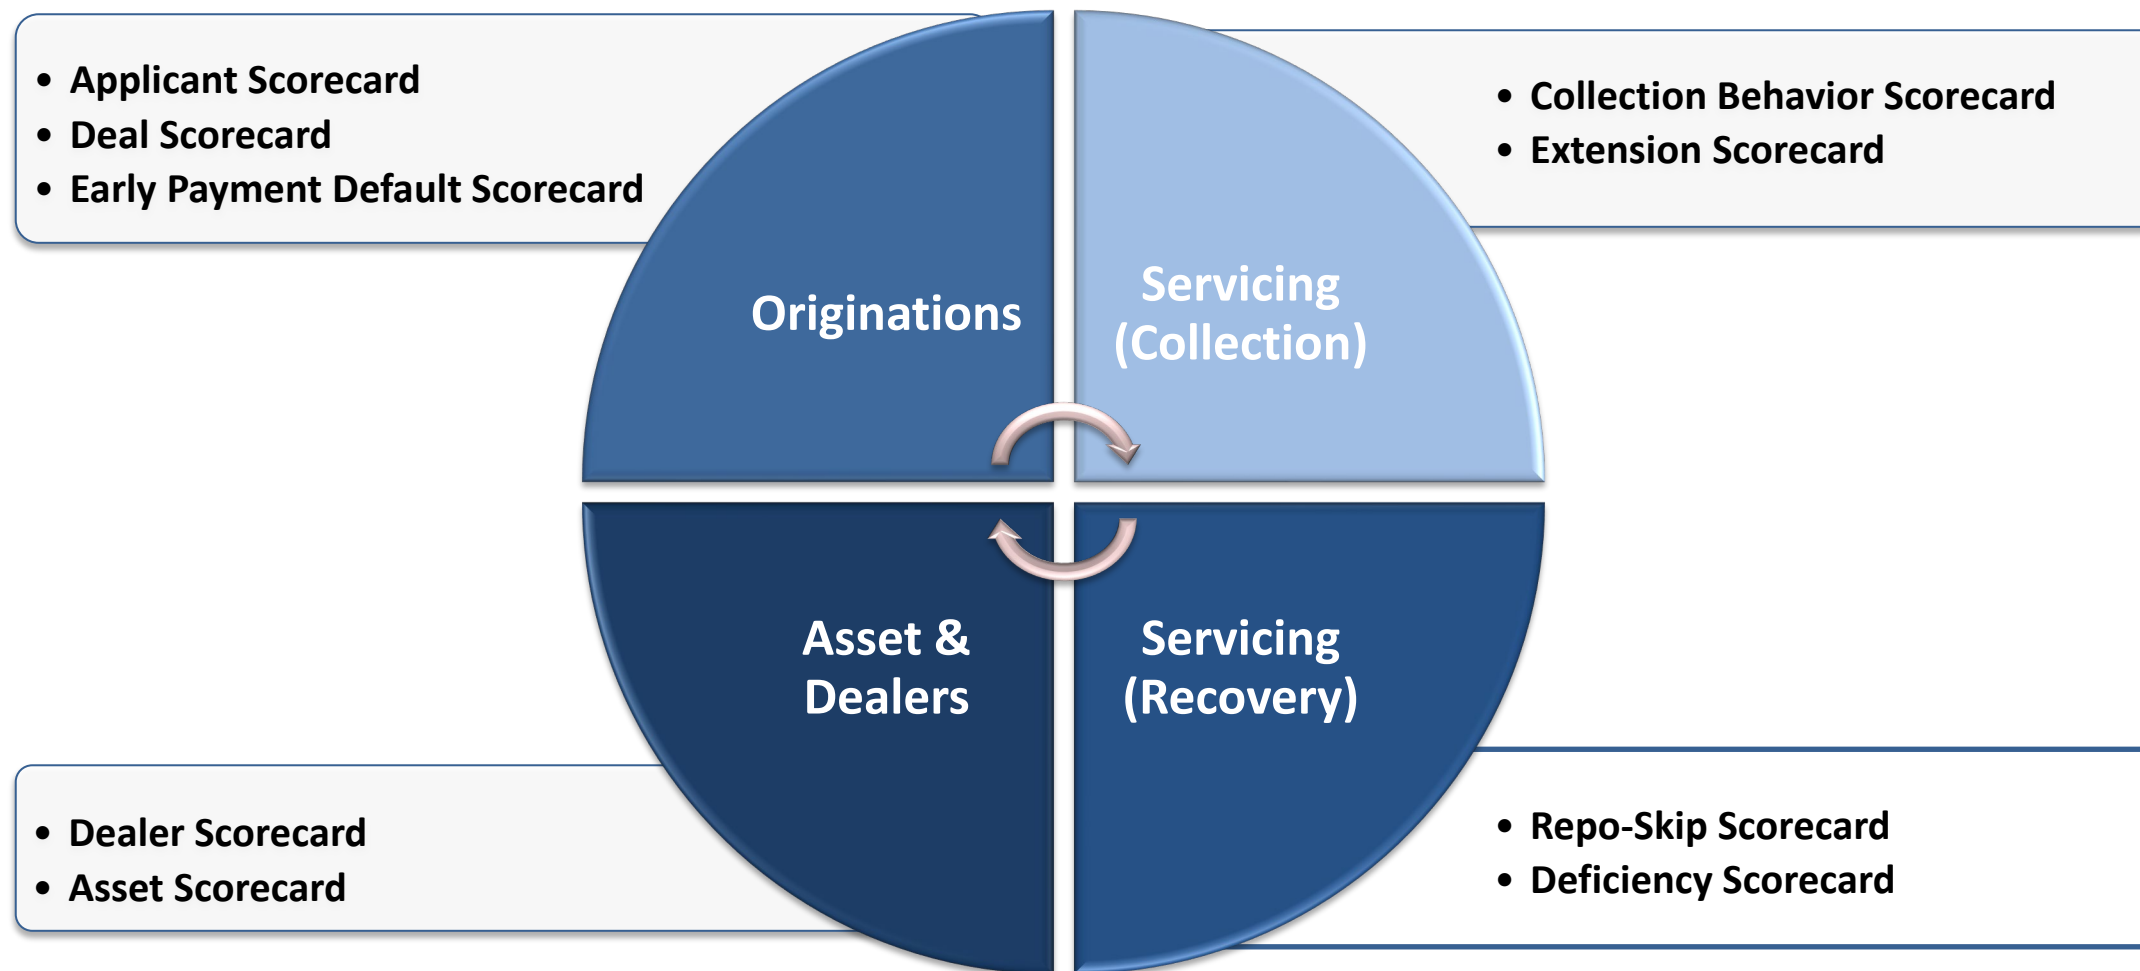 • Applicant Scorecard
• Deal Scorecard
• Early Payment Default Scorecard
• Collection Behavior Scorecard
• Extension Scorecard
Originations
Servicing
(Collection)
Asset &
Dealers
Servicing
(Recovery)
• Dealer Scorecard
• Asset Scorecard
• Repo-Skip Scorecard
• Deficiency Scorecard